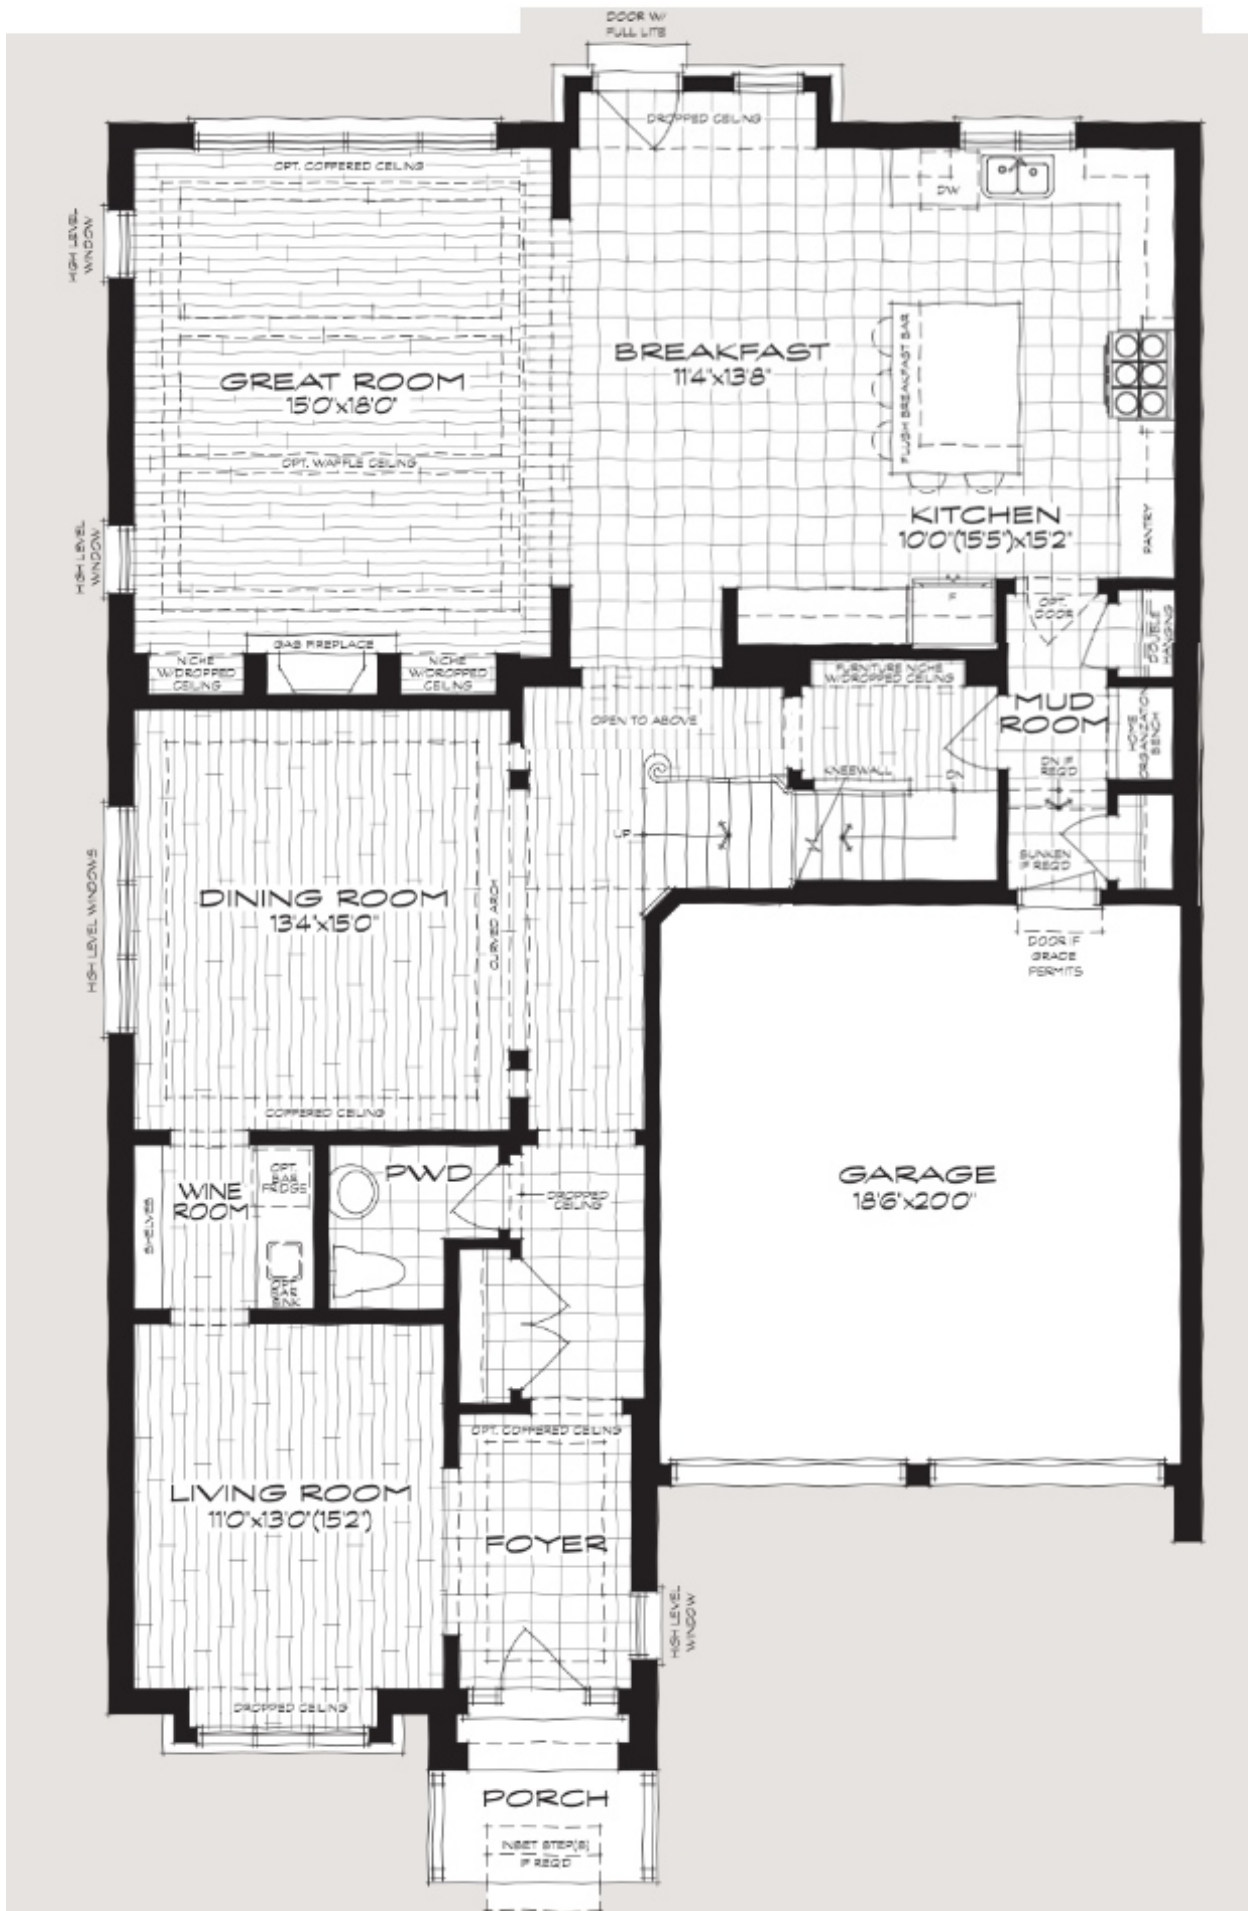 DOOR W/
FULL LITE
DROPPED CEILING
OPT. COFFERED CEILING
DW
HIGH LEVEL
WINDOW
GREAT ROOM
15'0"x18'0"
BREAKFAST
11'4"x13'8"
FLUSH BREAKFAST BAR
OPT. WAFFLE CEILING
KITCHEN
10'0"(15'5")x15'2"
PANTRY
HIGH LEVEL
WINDOW
F
OPT.
DOOR
DOUBLE
HANGING
GAS FIREPLACE
NICHE
W/DROPPED
CEILING
NICHE
W/DROPPED
CEILING
FURNITURE NICHE
W/DROPPED CEILING
MUD
ROOM
HOME
ORGANIZATION
BENCH
OPEN TO ABOVE
KNEEWALL
DN
DN IF
REQ'D
UP
SUNKEN
IF REQ'D
HIGH LEVEL WINDOWS
DINING ROOM
13'4"x15'0"
CURVED ARCH
DOOR IF
GRADE
PERMITS
COFFERED CEILING
WINE
ROOM
SHELVES
OPT.
BAR
FRIDGE
OPT.
BAR
SINK
PWD
DROPPED
CEILING
GARAGE
18'6"x20'0"
OPT. COFFERED CEILING
LIVING ROOM
11'0"x13'0"(15'2")
FOYER
HIGH LEVEL
WINDOW
DROPPED CEILING
PORCH
INSET STEP(S)
IF REQ'D